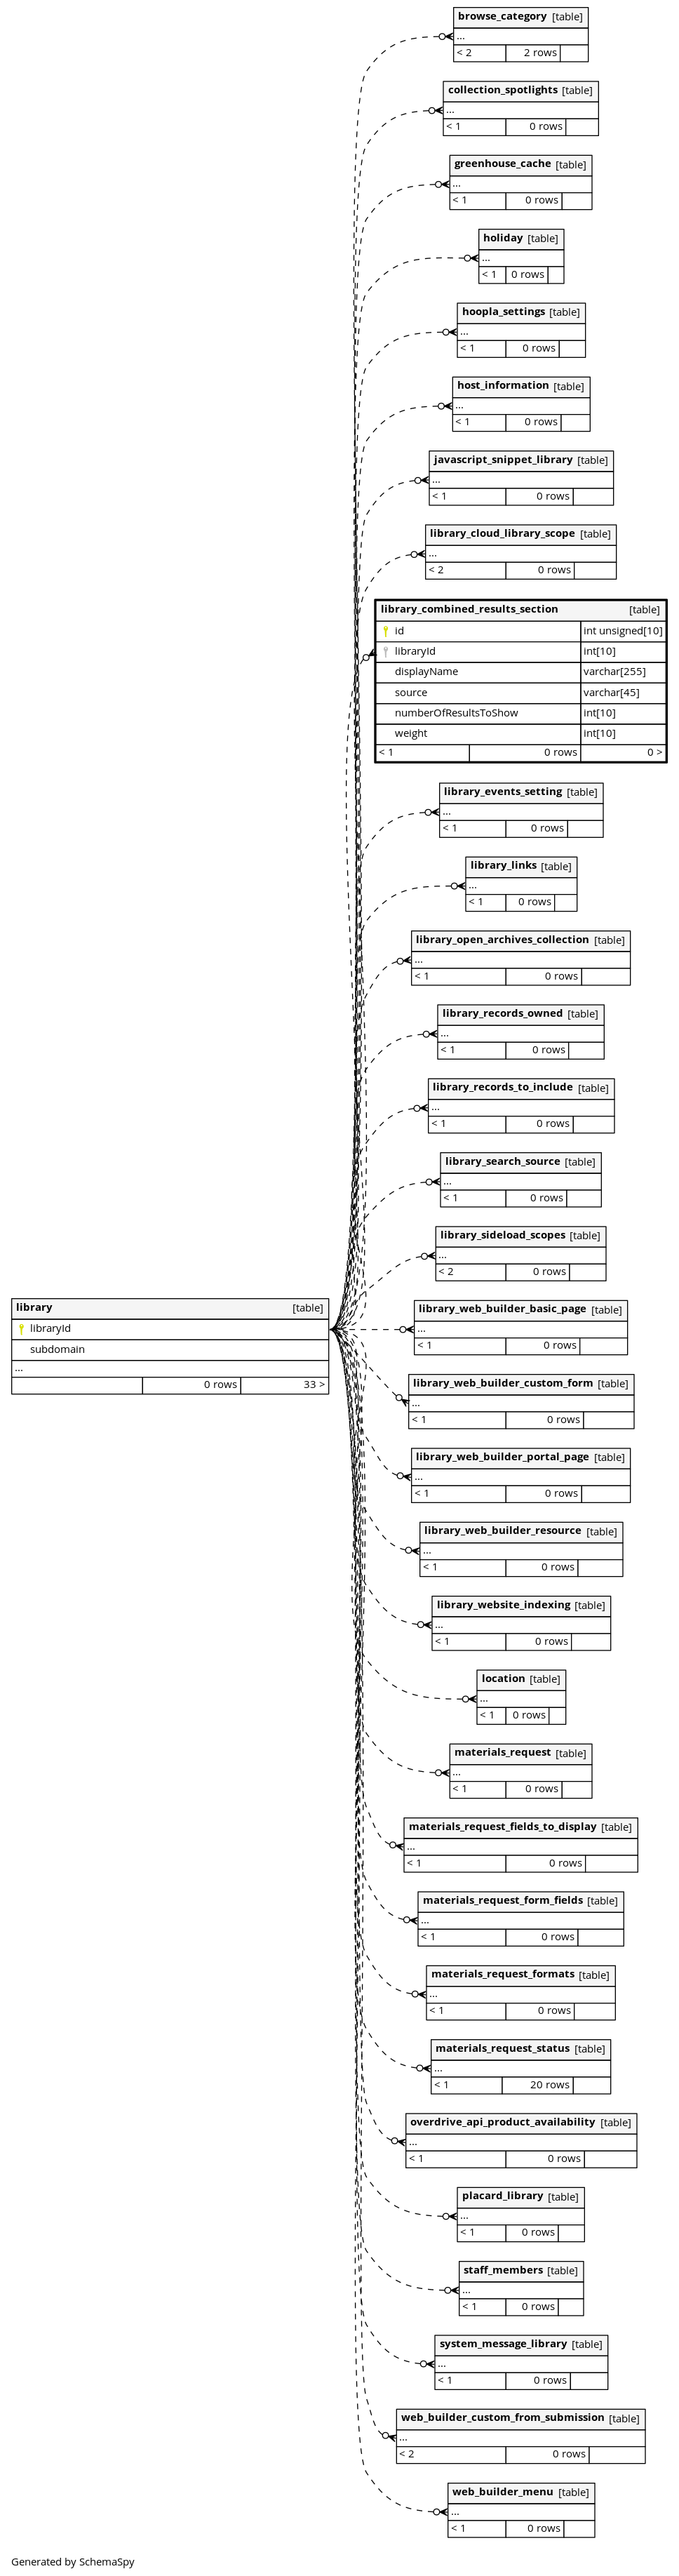 browse_category [table]
...
< 2 2 rows
collection_spotlights [table]
...
< 1 0 rows
greenhouse_cache [table]
...
< 1 0 rows
holiday [table]
...
< 1 0 rows
hoopla_settings [table]
...
< 1 0 rows
host_information [table]
...
< 1 0 rows
javascript_snippet_library [table]
...
< 1 0 rows
library_cloud_library_scope [table]
...
< 2 0 rows
library_combined_results_section [table]
id int unsigned[10]
libraryId int[10]
displayName varchar[255]
source varchar[45]
numberOfResultsToShow int[10]
weight int[10]
< 1 0 rows 0 >
library_events_setting [table]
...
< 1 0 rows
library_links [table]
...
< 1 0 rows
library_open_archives_collection [table]
...
< 1 0 rows
library_records_owned [table]
...
< 1 0 rows
library_records_to_include [table]
...
< 1 0 rows
library_search_source [table]
...
< 1 0 rows
library_sideload_scopes [table]
...
< 2 0 rows
library [table]
libraryId
subdomain
...
0 rows 33 >
library_web_builder_basic_page [table]
...
< 1 0 rows
library_web_builder_custom_form [table]
...
< 1 0 rows
library_web_builder_portal_page [table]
...
< 1 0 rows
library_web_builder_resource [table]
...
< 1 0 rows
library_website_indexing [table]
...
< 1 0 rows
location [table]
...
< 1 0 rows
materials_request [table]
...
< 1 0 rows
materials_request_fields_to_display [table]
...
< 1 0 rows
materials_request_form_fields [table]
...
< 1 0 rows
materials_request_formats [table]
...
< 1 0 rows
materials_request_status [table]
...
< 1 20 rows
overdrive_api_product_availability [table]
...
< 1 0 rows
placard_library [table]
...
< 1 0 rows
staff_members [table]
...
< 1 0 rows
system_message_library [table]
...
< 1 0 rows
web_builder_custom_from_submission [table]
...
< 2 0 rows
web_builder_menu [table]
...
< 1 0 rows
Generated by SchemaSpy